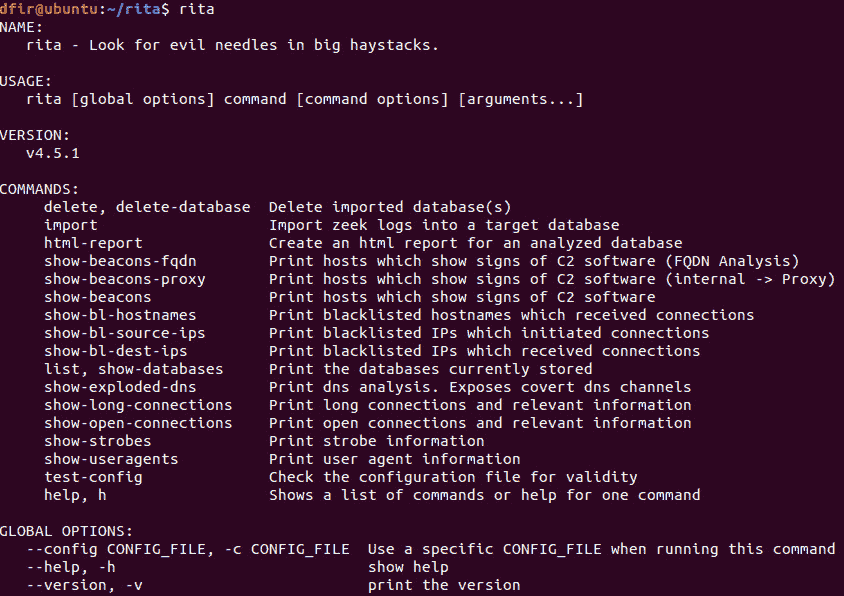 dfir@ubuntu:~/rita$ rita
NAME:
   rita - Look for evil needles in big haystacks.

USAGE:
   rita [global options] command [command options] [arguments...]

VERSION:
   v4.5.1

COMMANDS:
     delete, delete-database  Delete imported database(s)
     import                   Import zeek logs into a target database
     html-report              Create an html report for an analyzed database
     show-beacons-fqdn        Print hosts which show signs of C2 software (FQDN Analysis)
     show-beacons-proxy       Print hosts which show signs of C2 software (internal -> Proxy)
     show-beacons             Print hosts which show signs of C2 software
     show-bl-hostnames        Print blacklisted hostnames which received connections
     show-bl-source-ips       Print blacklisted IPs which initiated connections
     show-bl-dest-ips         Print blacklisted IPs which received connections
     list, show-databases     Print the databases currently stored
     show-exploded-dns        Print dns analysis. Exposes covert dns channels
     show-long-connections    Print long connections and relevant information
     show-open-connections    Print open connections and relevant information
     show-strobes             Print strobe information
     show-useragents          Print user agent information
     test-config              Check the configuration file for validity
     help, h                  Shows a list of commands or help for one command

GLOBAL OPTIONS:
   --config CONFIG_FILE, -c CONFIG_FILE  Use a specific CONFIG_FILE when running this command
   --help, -h                            show help
   --version, -v                         print the version